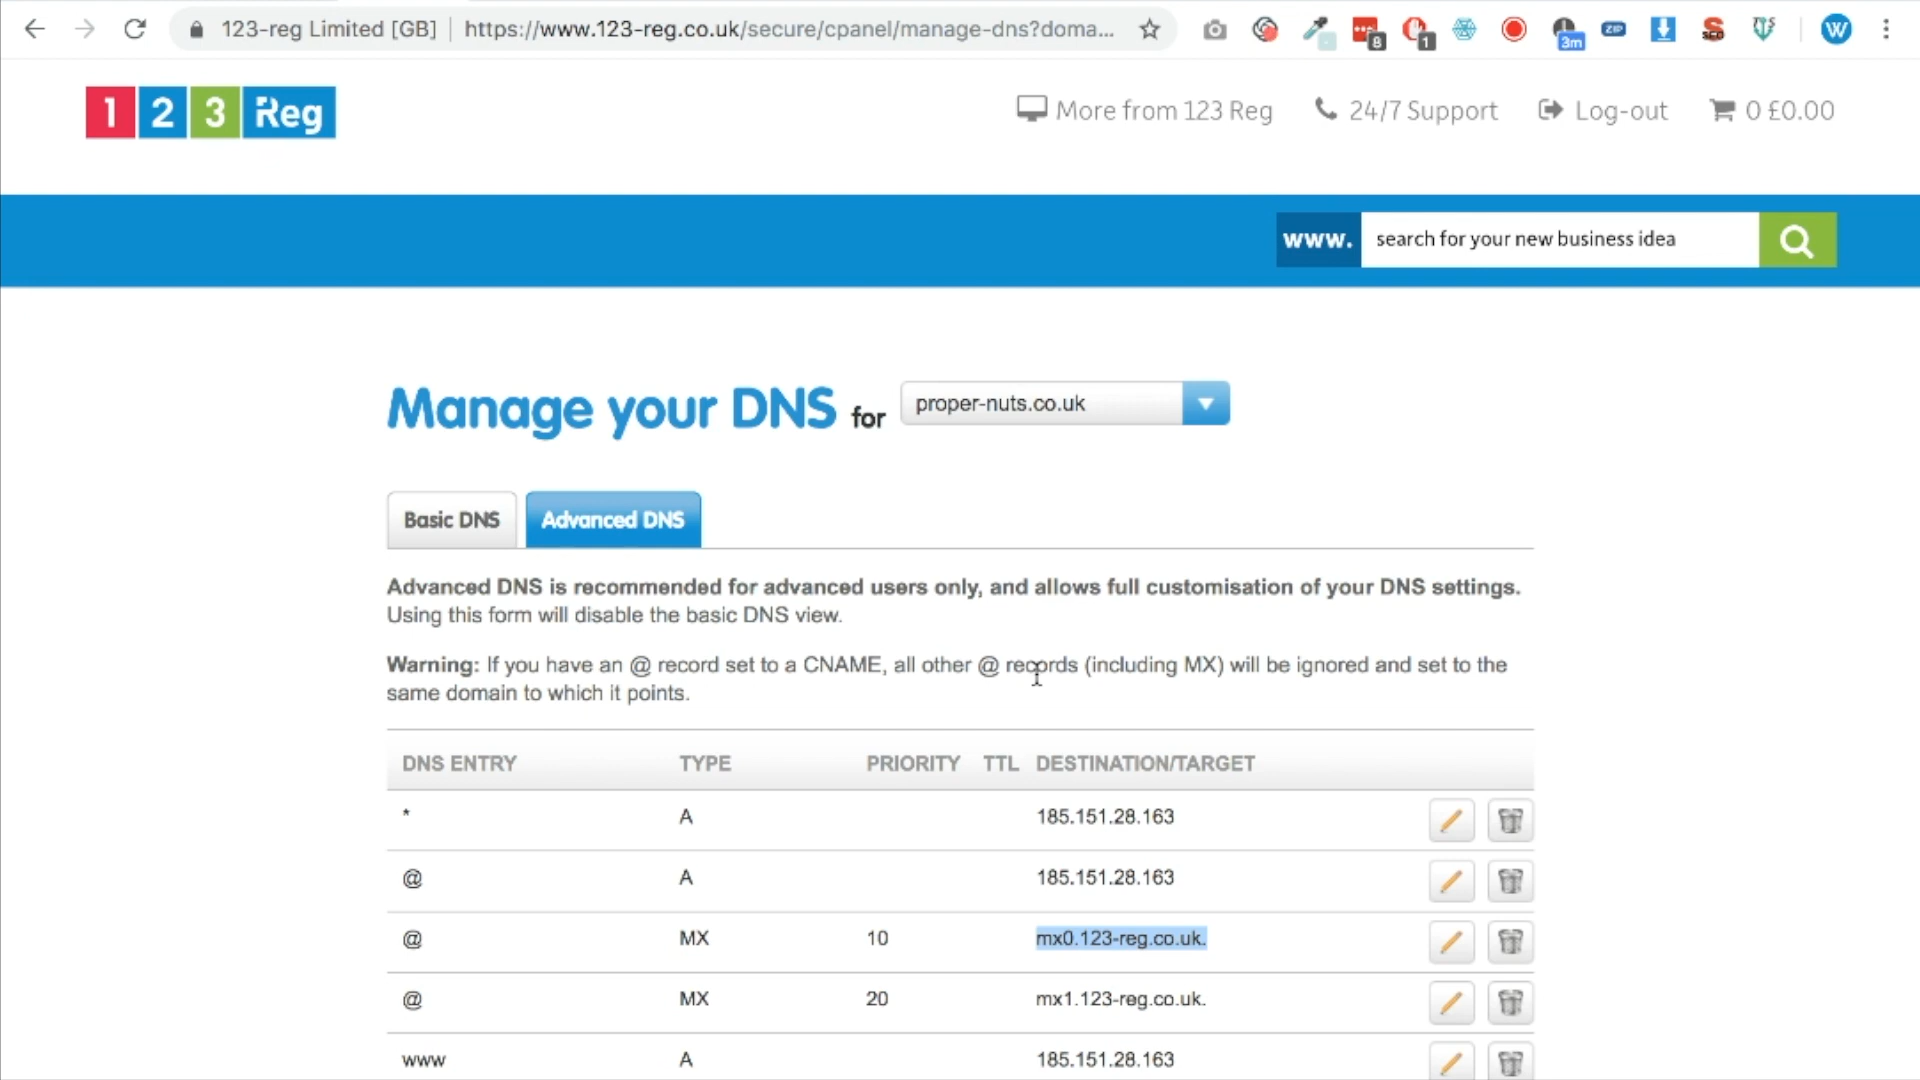 123-reg Limited [GB] | https://www.123-reg.co.uk/secure/cpanel/manage-dns?doma...
8
1
3m
ZIP
S
SEO
W
1 2 3 Reg
More from 123 Reg
24/7 Support
Log-out
0 £0.00
www.
search for your new business idea
Manage your DNS for
proper-nuts.co.uk
Basic DNS
Advanced DNS
Advanced DNS is recommended for advanced users only, and allows full customisation of your DNS settings.
Using this form will disable the basic DNS view.
Warning: If you have an @ record set to a CNAME, all other @ records (including MX) will be ignored and set to the
same domain to which it points.
DNS ENTRY TYPE PRIORITY TTL DESTINATION/TARGET
* A 185.151.28.163
@ A 185.151.28.163
@ MX 10 mx0.123-reg.co.uk.
@ MX 20 mx1.123-reg.co.uk.
www A 185.151.28.163